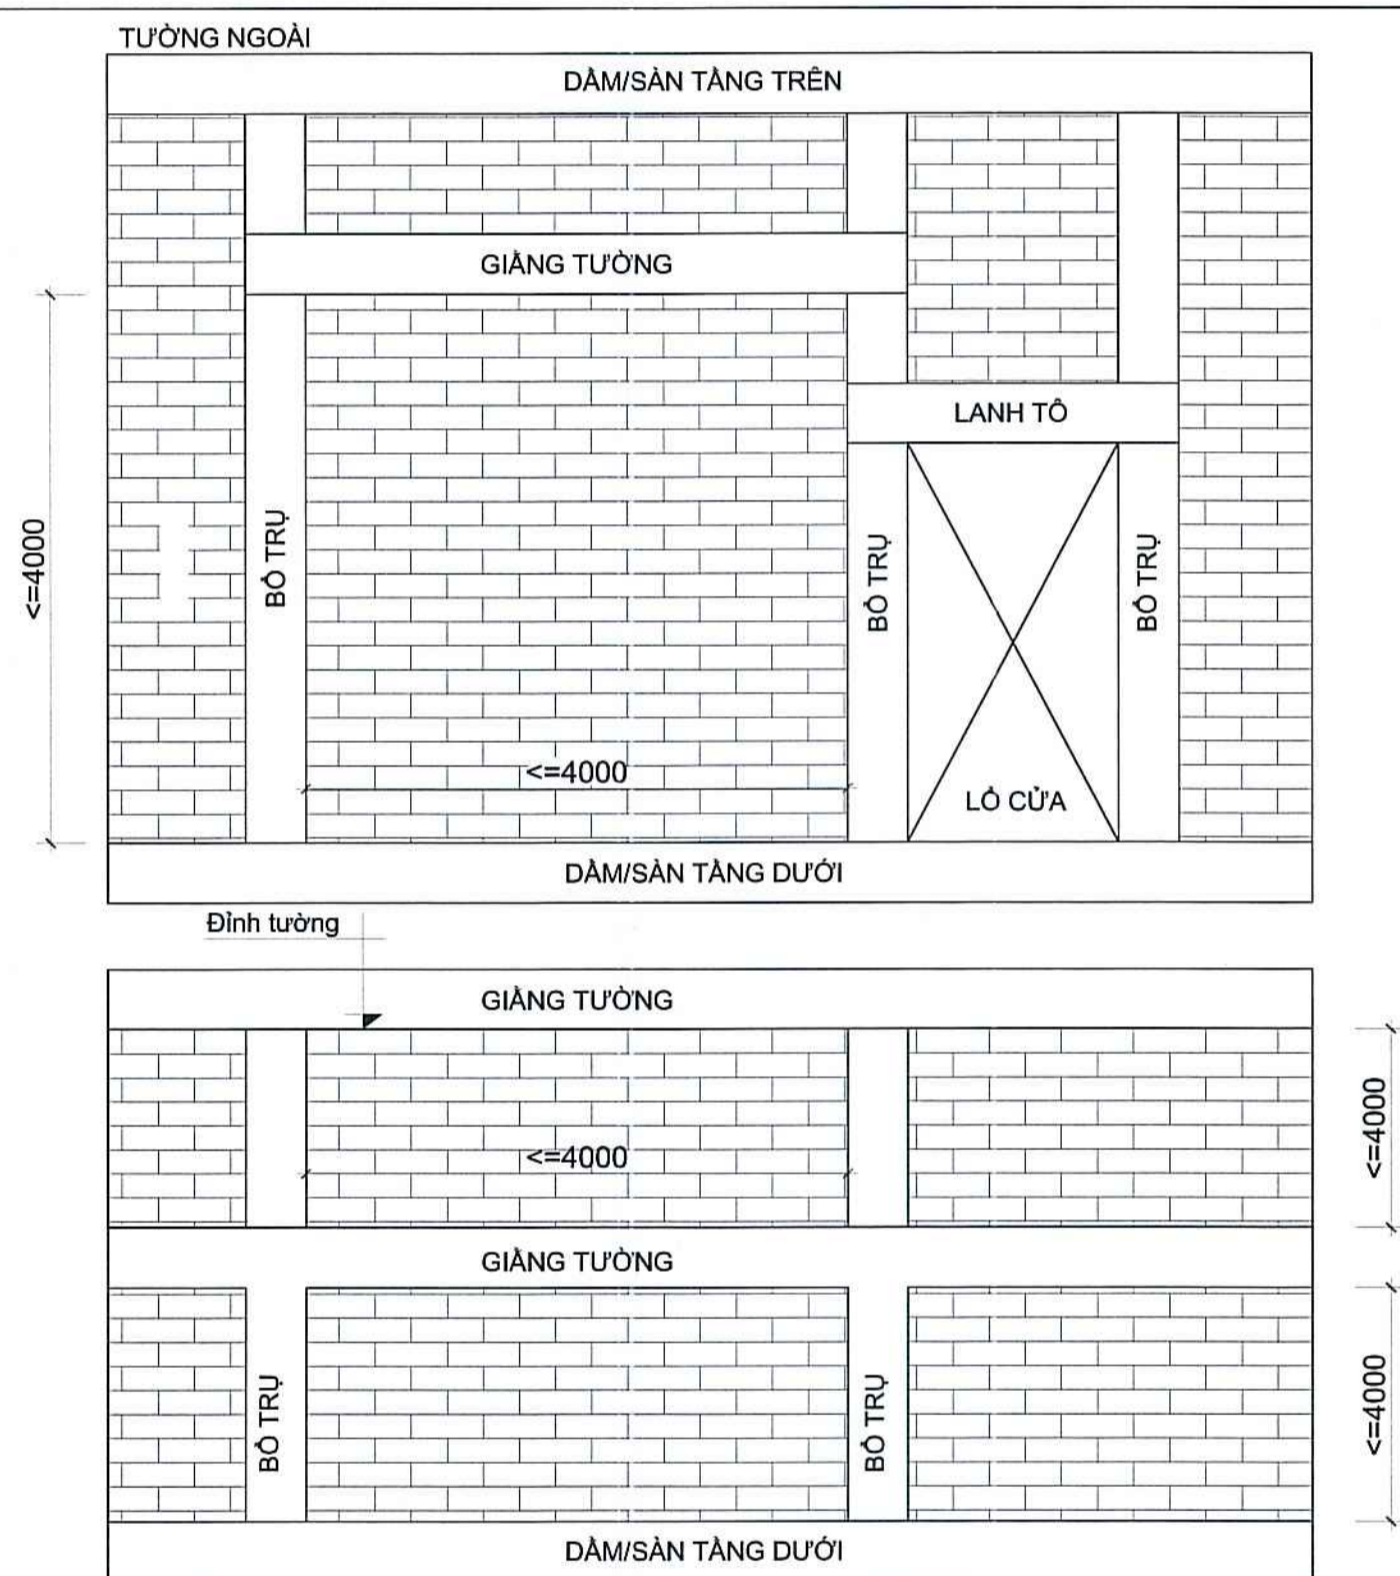 TƯỜNG NGOÀI
DẦM/SÀN TẦNG TRÊN
GIẰNG TƯỜNG
LANH TÔ
<=4000
BỔ TRỤ
BỔ TRỤ
BỔ TRỤ
<=4000
LỖ CỬA
DẦM/SÀN TẦNG DƯỚI
Đỉnh tường
GIẰNG TƯỜNG
<=4000
<=4000
GIẰNG TƯỜNG
BỔ TRỤ
BỔ TRỤ
<=4000
DẦM/SÀN TẦNG DƯỚI